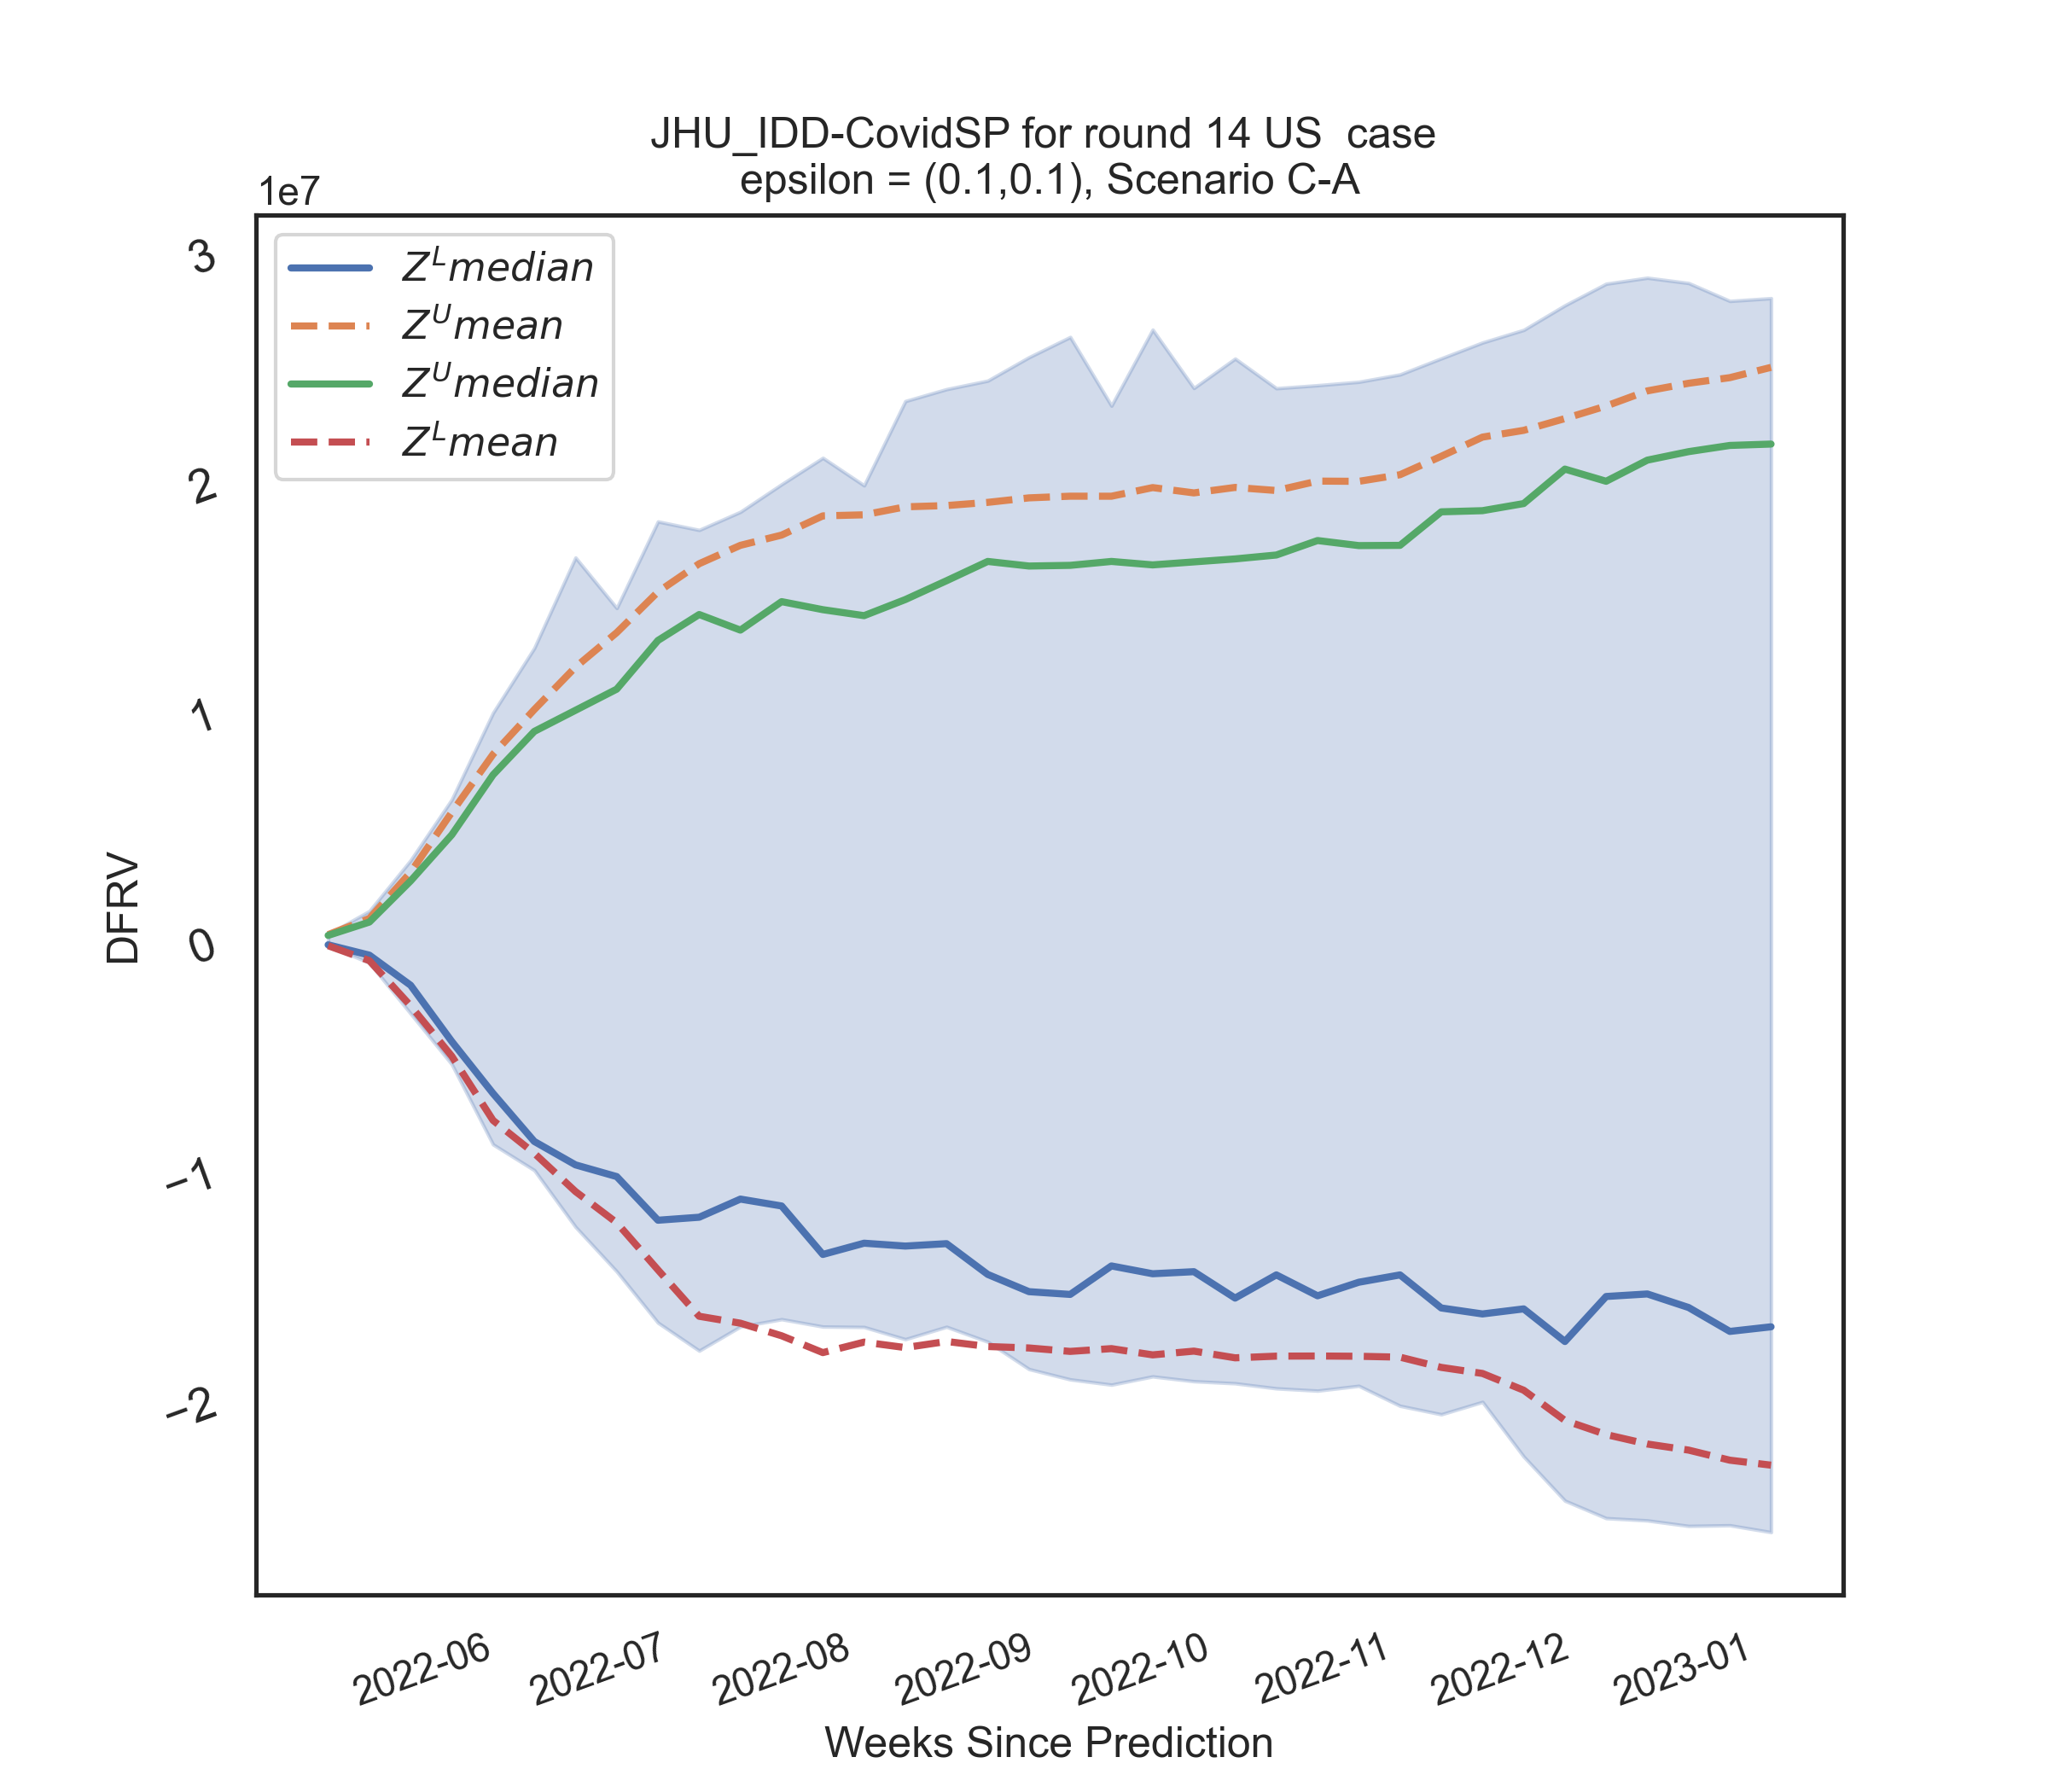 JHU_IDD-CovidSP for round 14 US  case
epsilon = (0.1,0.1), Scenario C-A
1e7
Z^L median
Z^U mean
Z^U median
Z^L mean
3
2
1
0
−1
−2
DFRV
2022-06 2022-07 2022-08 2022-09 2022-10 2022-11 2022-12 2023-01
Weeks Since Prediction